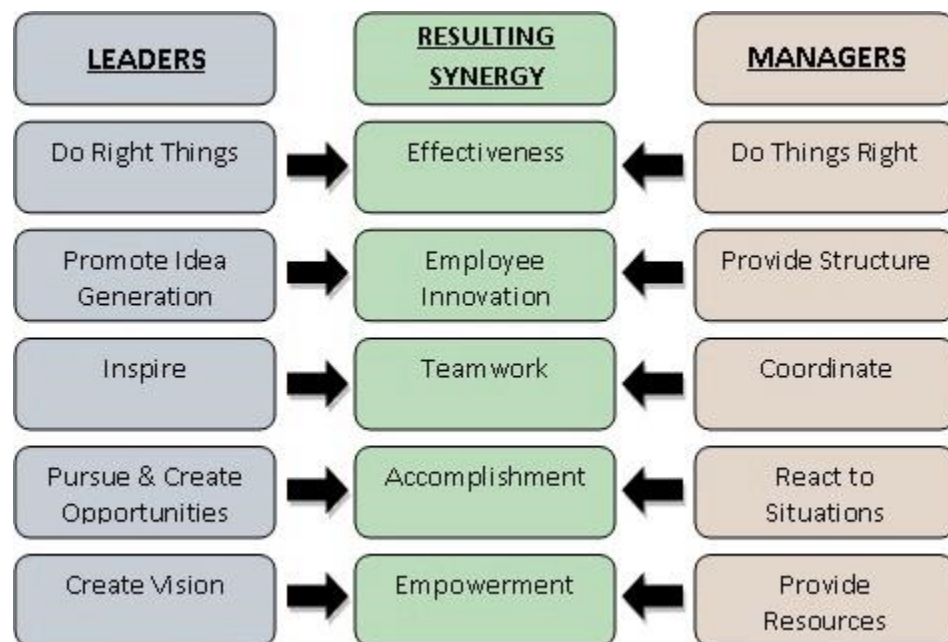 LEADERS
RESULTING
SYNERGY
MANAGERS
Do Right Things
Effectiveness
Do Things Right
Promote Idea
Generation
Employee
Innovation
Provide Structure
Inspire
Teamwork
Coordinate
Pursue & Create
Opportunities
Accomplishment
React to
Situations
Create Vision
Empowerment
Provide
Resources